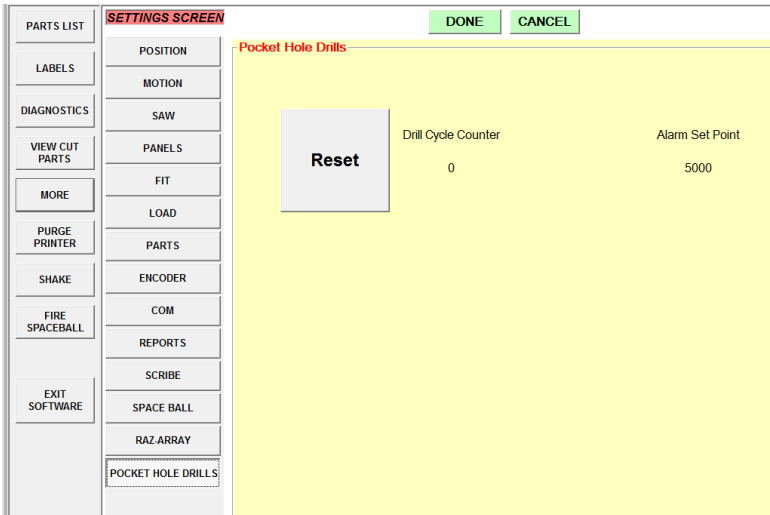 PARTS LIST
LABELS
DIAGNOSTICS
VIEW CUT
PARTS
MORE
PURGE
PRINTER
SHAKE
FIRE
SPACEBALL
EXIT
SOFTWARE
SETTINGS SCREEN
POSITION
MOTION
SAW
PANELS
FIT
LOAD
PARTS
ENCODER
COM
REPORTS
SCRIBE
SPACE BALL
RAZ-ARRAY
POCKET HOLE DRILLS
DONE
CANCEL
Pocket Hole Drills
Reset
Drill Cycle Counter
0
Alarm Set Point
5000